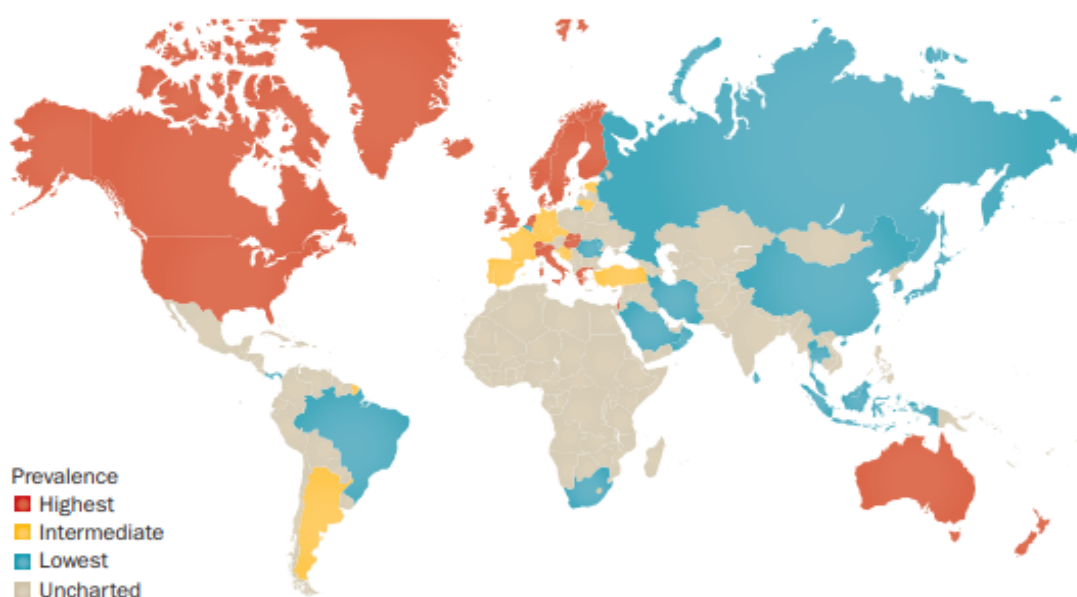 Prevalence
Highest
Intermediate
Lowest
Uncharted